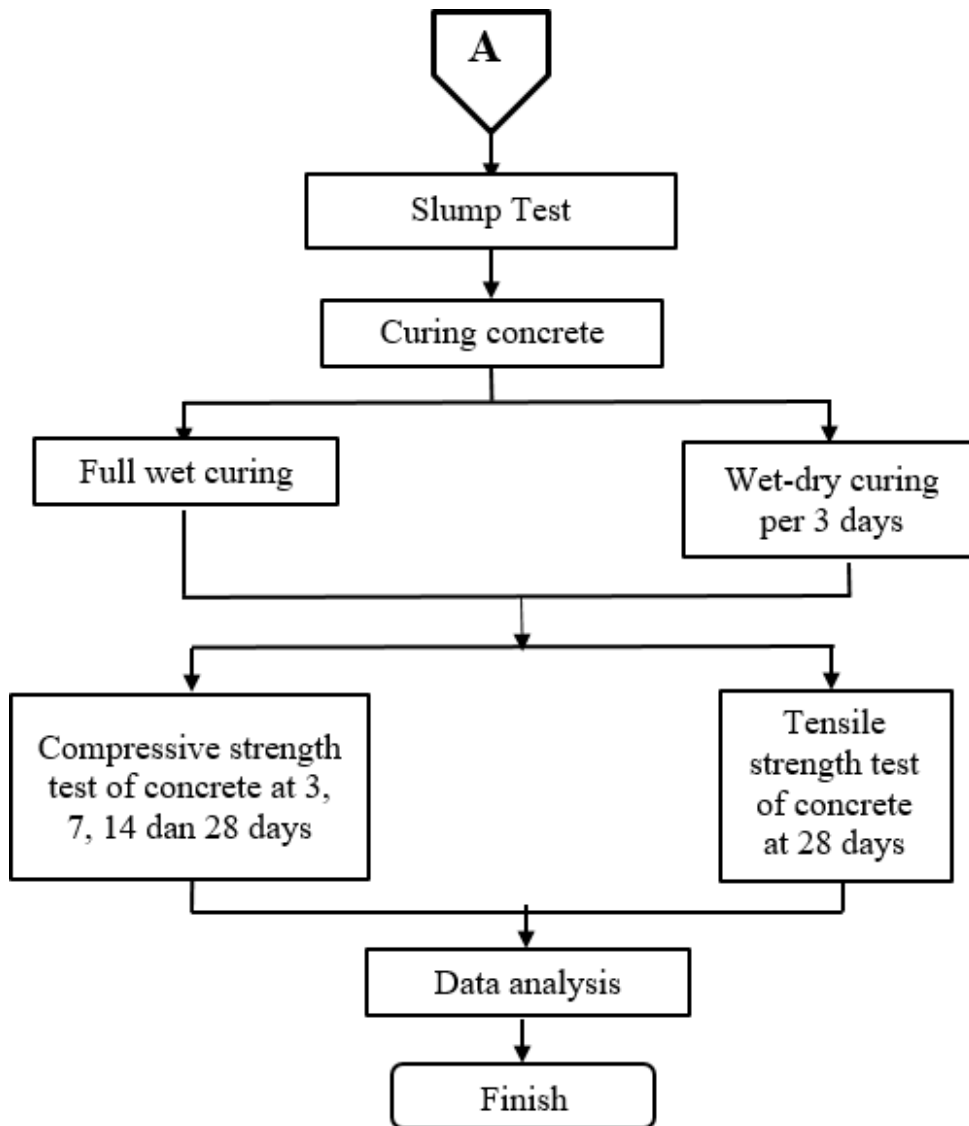 A
Slump Test
Curing concrete
Full wet curing
Wet-dry curing
per 3 days
Compressive strength
test of concrete at 3,
7, 14 dan 28 days
Tensile
strength test
of concrete
at 28 days
Data analysis
Finish